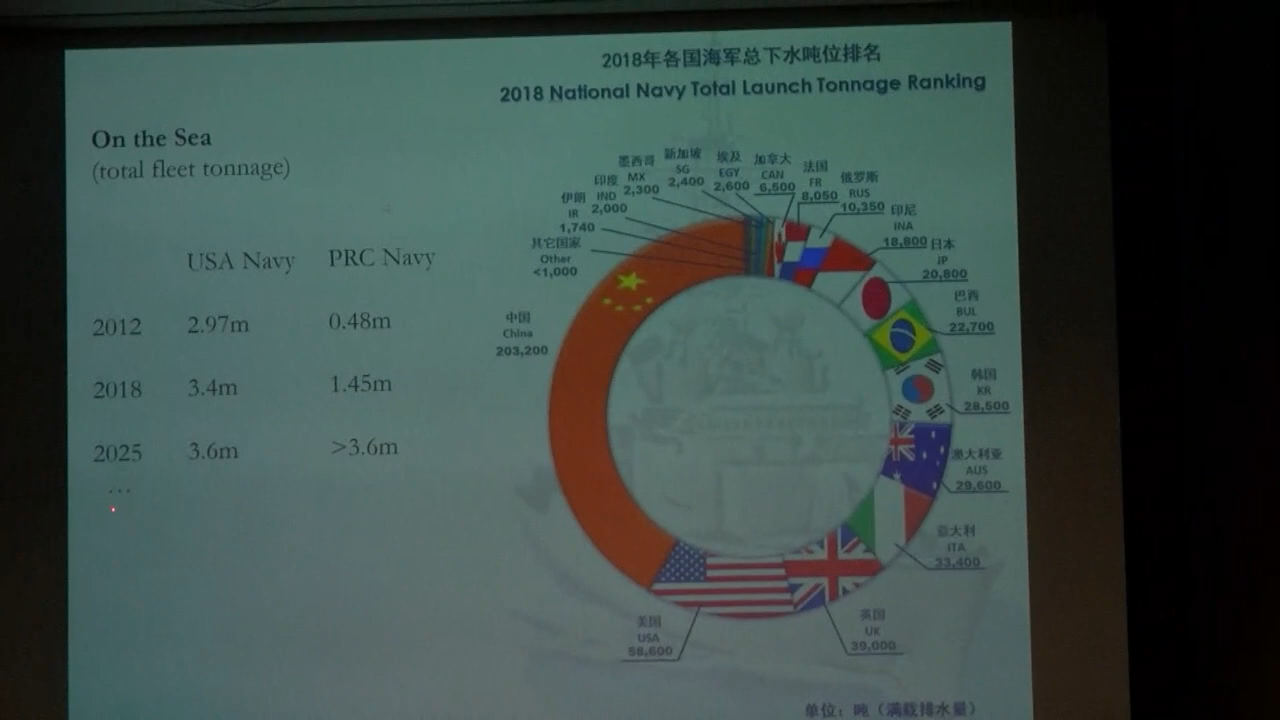 2018年各国海军总下水吨位排名
2018 National Navy Total Launch Tonnage Ranking
On the Sea
(total fleet tonnage)
USA Navy PRC Navy
2012 2.97m 0.48m
2018 3.4m 1.45m
2025 3.6m >3.6m
...
其它国家
Other
<1,000
伊朗
IR
1,740
印度
IND
2,000
墨西哥
MX
2,300
新加坡
SG
2,400
埃及
EGY
2,600
加拿大
CAN
6,500
法国
FR
8,050
俄罗斯
RUS
10,350
印尼
INA
18,800
日本
JP
20,800
巴西
BUL
22,700
韩国
KR
28,500
澳大利亚
AUS
29,600
意大利
ITA
33,400
英国
UK
39,000
美国
USA
58,600
中国
China
203,200
单位：吨（满载排水量）